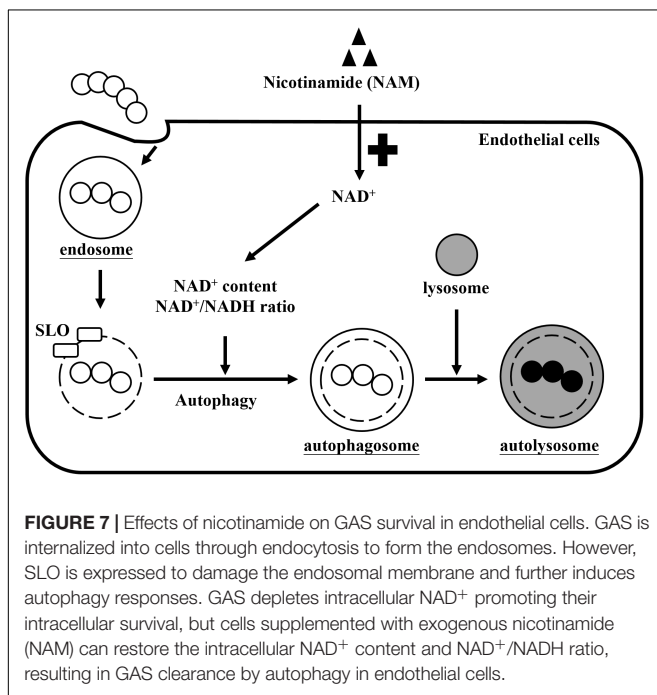 Nicotinamide (NAM)
Endothelial cells
NAD⁺
endosome
NAD⁺ content
NAD⁺/NADH ratio
lysosome
SLO
Autophagy
autophagosome
autolysosome
FIGURE 7 | Effects of nicotinamide on GAS survival in endothelial cells. GAS is
internalized into cells through endocytosis to form the endosomes. However,
SLO is expressed to damage the endosomal membrane and further induces
autophagy responses. GAS depletes intracellular NAD⁺ promoting their
intracellular survival, but cells supplemented with exogenous nicotinamide
(NAM) can restore the intracellular NAD⁺ content and NAD⁺/NADH ratio,
resulting in GAS clearance by autophagy in endothelial cells.